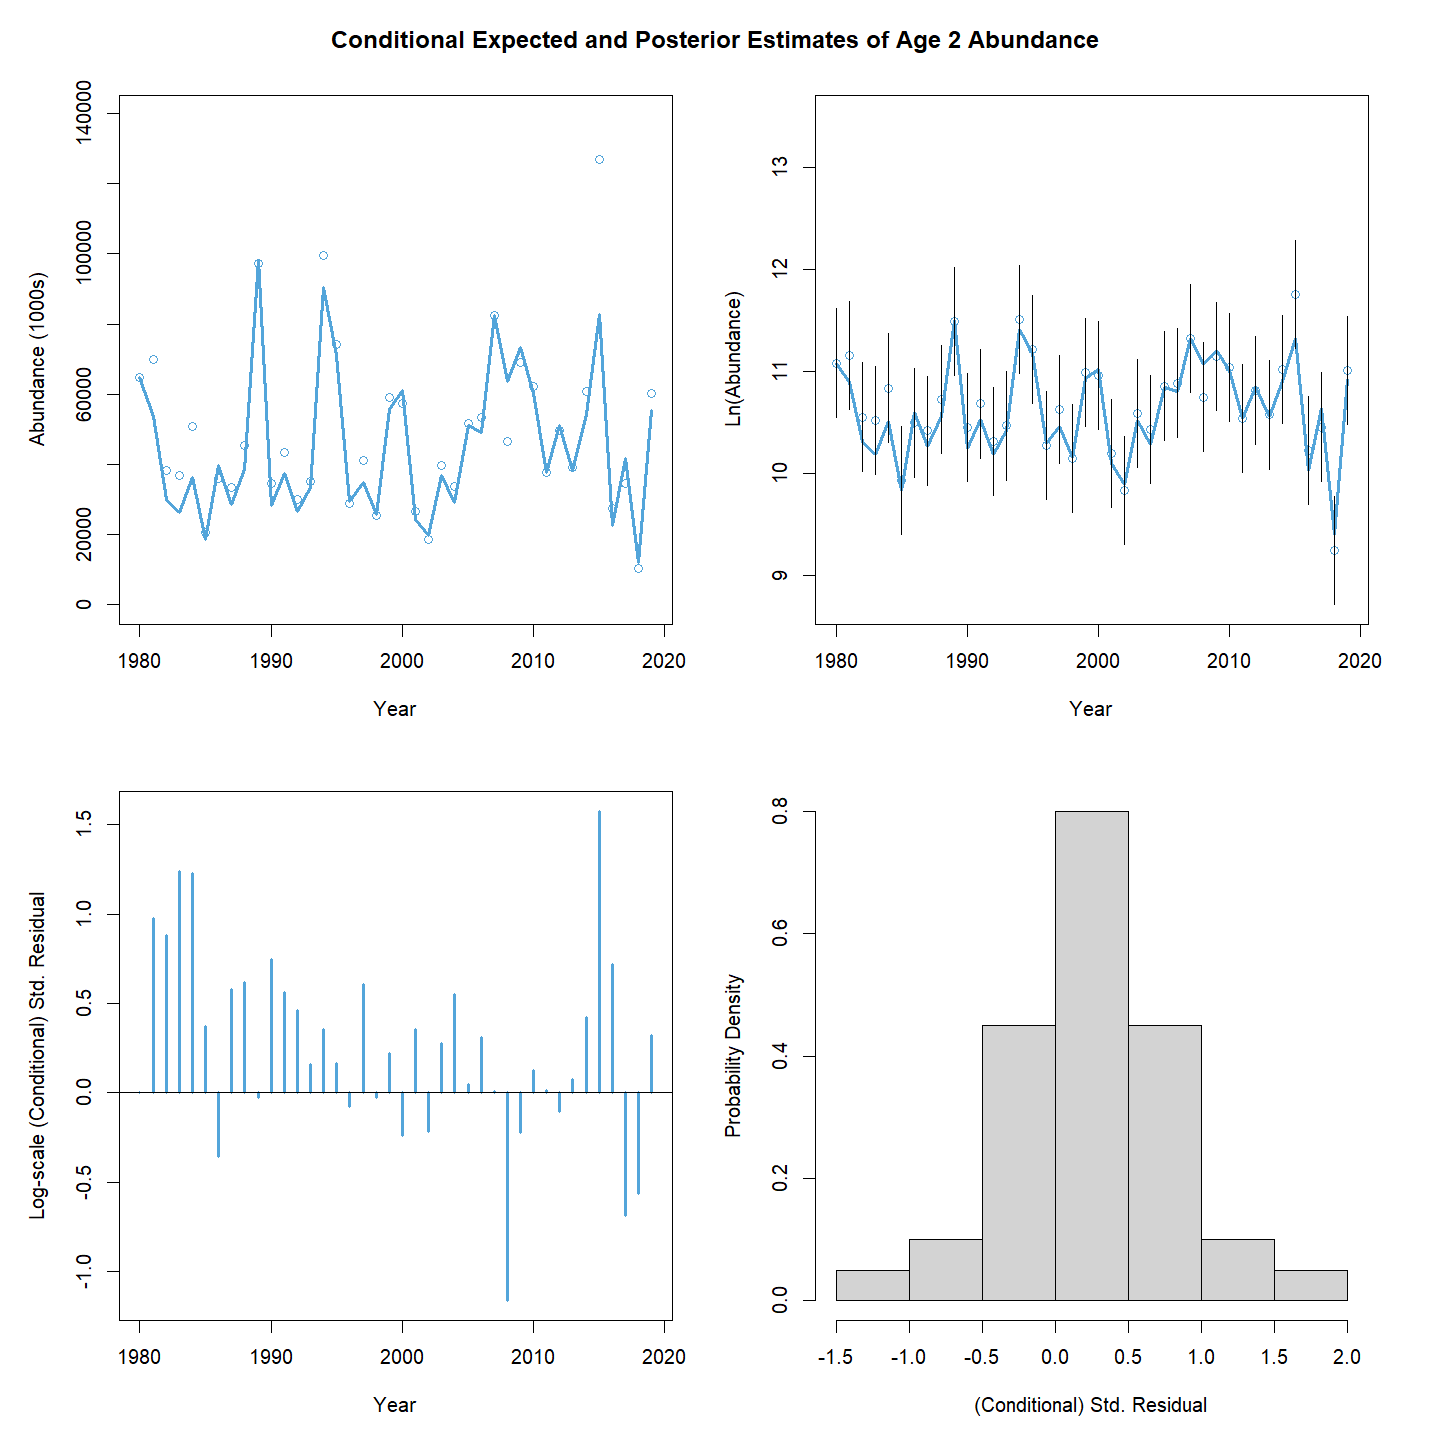 Conditional Expected and Posterior Estimates of Age 2 Abundance
Abundance (1000s)
140000
100000
60000
20000
0
1980 1990 2000 2010 2020
Year
Ln(Abundance)
13
12
11
10
9
1980 1990 2000 2010 2020
Year
Log-scale (Conditional) Std. Residual
1.5
1.0
0.5
0.0
-0.5
-1.0
1980 1990 2000 2010 2020
Year
Probability Density
0.8
0.6
0.4
0.2
0.0
-1.5 -1.0 -0.5 0.0 0.5 1.0 1.5 2.0
(Conditional) Std. Residual